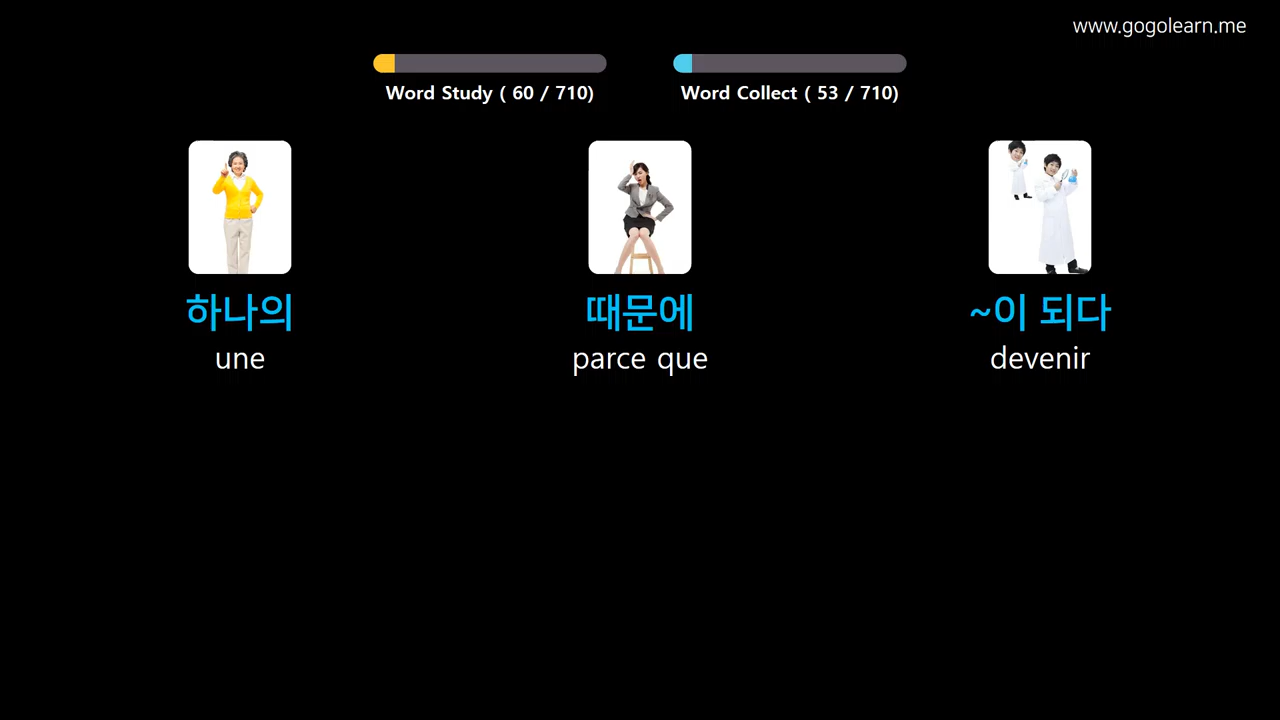 www.gogolearn.me
Word Study ( 60 / 710)
Word Collect ( 53 / 710)
하나의
때문에
~이 되다
une
parce que
devenir